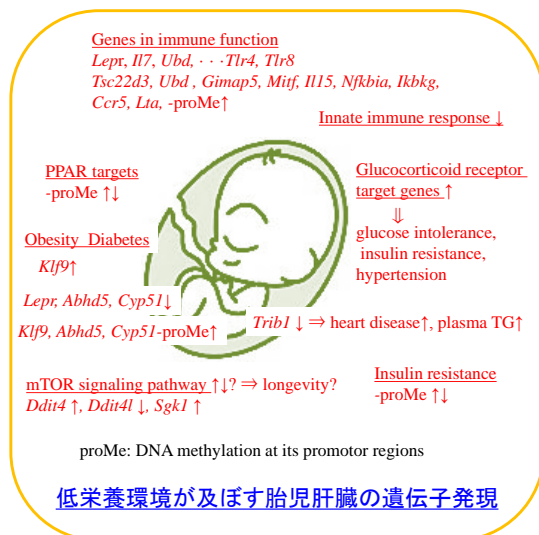 Genes in immune function
Lepr, Il7, Ubd, · · ·Tlr4, Tlr8
Tsc22d3, Ubd , Gimap5, Mitf, Il15, Nfkbia, Ikbkg,
Ccr5, Lta, -proMe↑
Innate immune response ↓
PPAR targets
-proMe ↑↓
Glucocorticoid receptor
target genes ↑
⇓
glucose intolerance,
insulin resistance,
hypertension
Obesity Diabetes
Klf9↑
Lepr, Abhd5, Cyp51↓
Klf9, Abhd5, Cyp51-proMe↑
Trib1 ↓ ⇒ heart disease↑, plasma TG↑
mTOR signaling pathway ↑↓? ⇒ longevity?
Ddit4 ↑, Ddit4l ↓, Sgk1 ↑
Insulin resistance
-proMe ↑↓
proMe: DNA methylation at its promotor regions
低栄養環境が及ぼす胎児肝臓の遺伝子発現